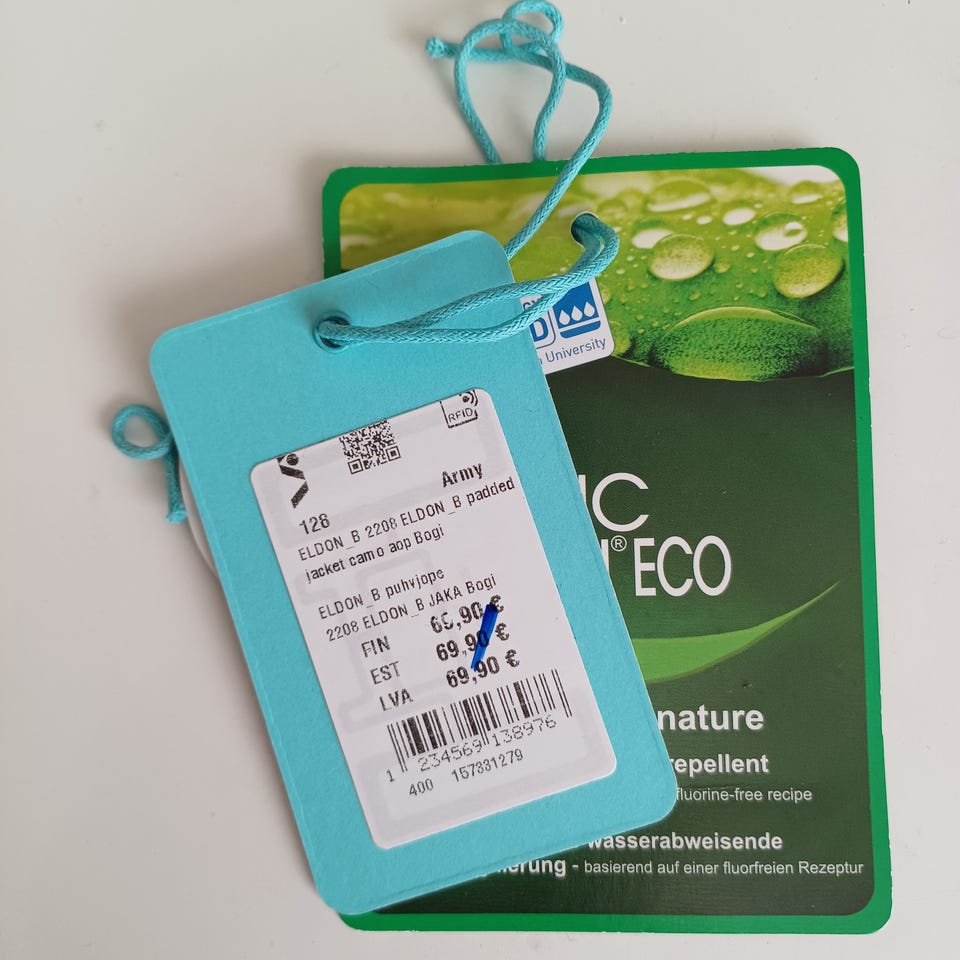 RFID
Army
128
ELDON_B 2208 ELDON_B padded
jacket camo aop Bogi
ELDON_B puhvjope
2208 ELDON_B JAKA Bogi
FIN 69,90 €
EST 69,90 €
LVA 69,90 €
1 234569 138976
400 157331279
D
University
IC
® ECO
nature
repellent
fluorine-free recipe
wasserabweisende
- basierend auf einer fluorfreien Rezeptur